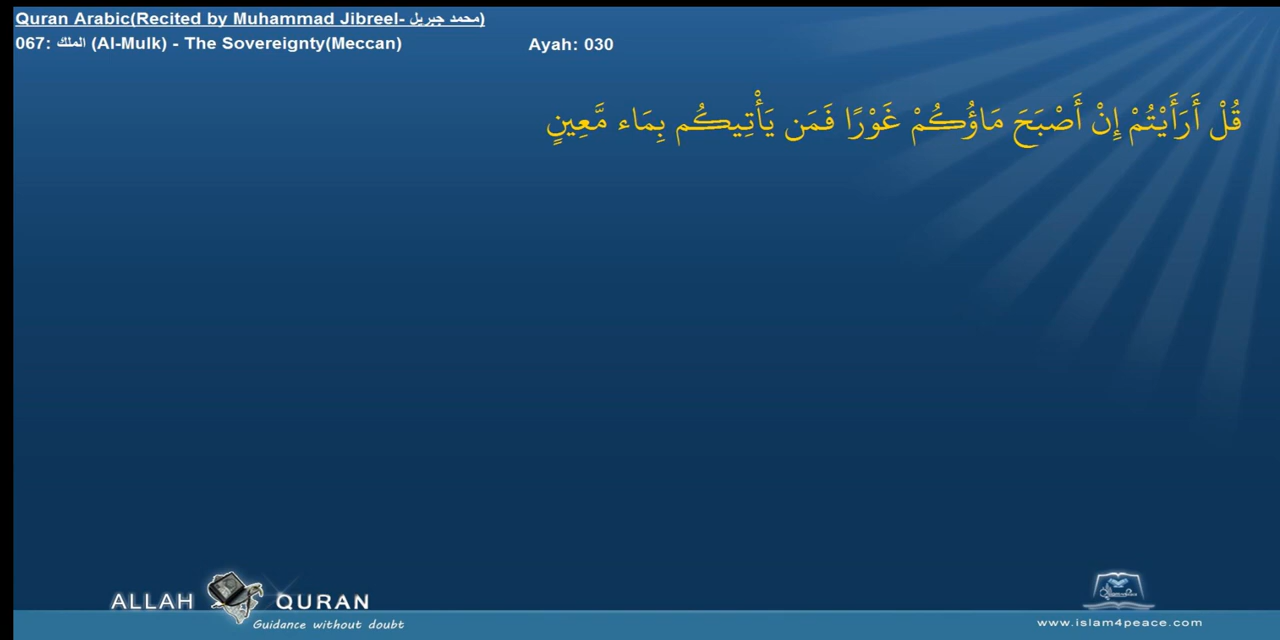 Quran Arabic(Recited by Muhammad Jibreel- محمد جبريل)
067: الملك (Al-Mulk) - The Sovereignty(Meccan) Ayah: 030
قُلْ أَرَأَيْتُمْ إِنْ أَصْبَحَ مَاؤُكُمْ غَوْرًا فَمَن يَأْتِيكُم بِمَاء مَّعِينٍ
ALLAH QURAN
Guidance without doubt
www.islam4peace.com